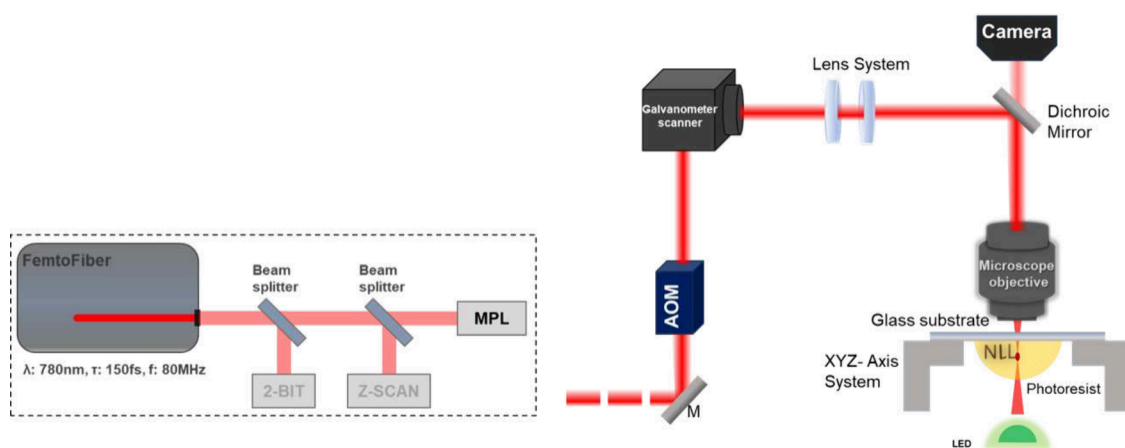 FemtoFiber
Beam
splitter
Beam
splitter
MPL
2-BIT
Z-SCAN
λ: 780nm, τ: 150fs, f: 80MHz
Camera
Lens System
Galvanometer
scanner
Dichroic
Mirror
AOM
M
Microscope
objective
Glass substrate
XYZ- Axis
System
NLL
Photoresist
LED